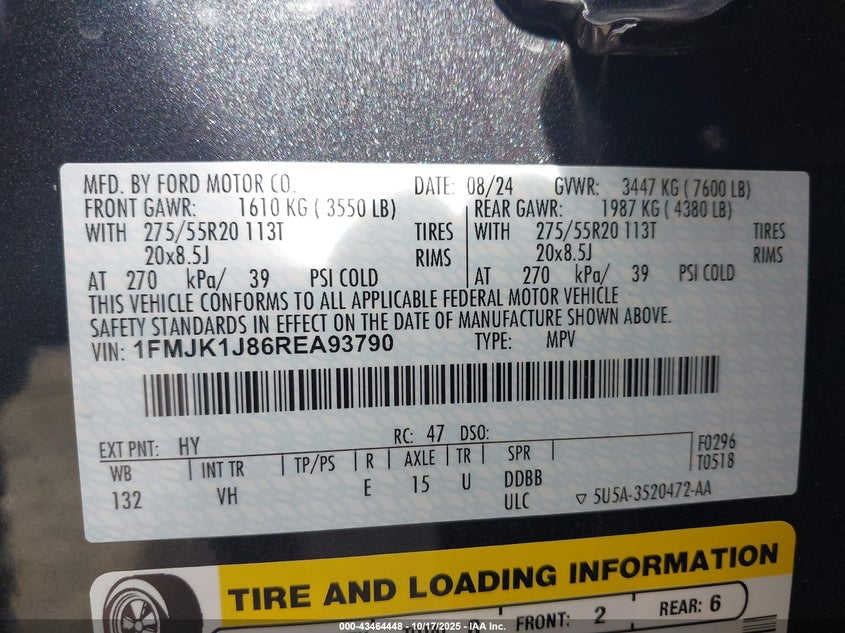 MFD. BY FORD MOTOR CO. DATE: 08/24 GVWR: 3447 KG ( 7600 LB)
FRONT GAWR: 1610 KG ( 3550 LB) REAR GAWR: 1987 KG ( 4380 LB)
WITH 275/55R20 113T TIRES WITH 275/55R20 113T TIRES
20x8.5J RIMS 20x8.5J RIMS
AT 270 kPa/ 39 PSI COLD AT 270 kPa/ 39 PSI COLD
THIS VEHICLE CONFORMS TO ALL APPLICABLE FEDERAL MOTOR VEHICLE
SAFETY STANDARDS IN EFFECT ON THE DATE OF MANUFACTURE SHOWN ABOVE.
VIN: 1FMJK1J86REA93790 TYPE: MPV
EXT PNT: HY RC: 47 DSO: F0296
WB INT TR TP/PS R AXLE TR SPR T0518
132 VH E 15 U DDBB
ULC ▽ 5U5A-3520472-AA
TIRE AND LOADING INFORMATION
FRONT: 2 REAR: 6
000-43464448 - 10/17/2025 - IAA Inc.